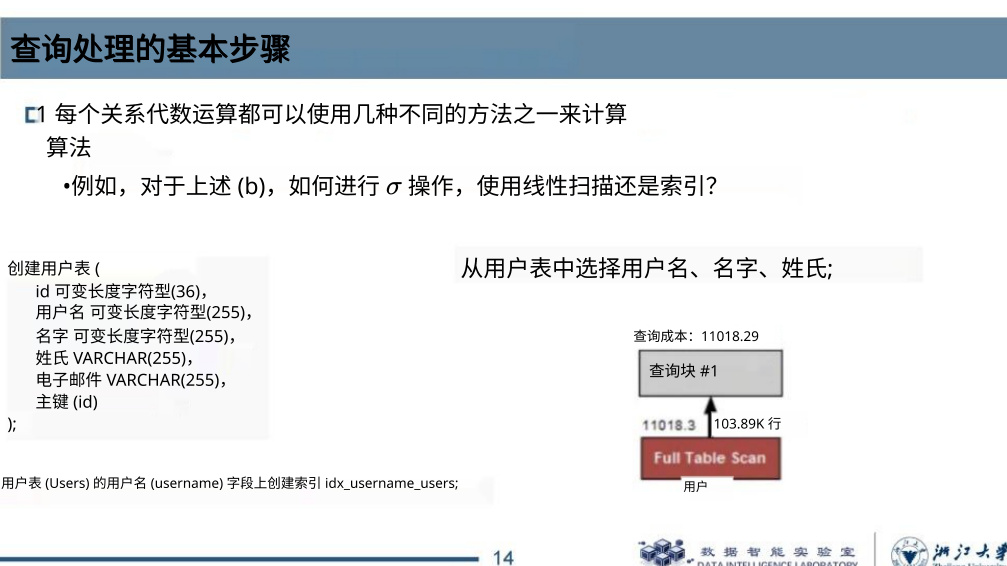 查询处理的基本步骤
1 每个关系代数运算都可以使用几种不同的方法之一来计算
算法
•例如，对于上述 (b)，如何进行 σ 操作，使用线性扫描还是索引？
从用户表中选择用户名、名字、姓氏;
创建用户表 (
id 可变长度字符型(36)，
用户名 可变长度字符型(255)，
名字 可变长度字符型(255)，
姓氏 VARCHAR(255)，
电子邮件 VARCHAR(255)，
主键 (id)
);
用户表 (Users) 的用户名 (username) 字段上创建索引 idx_username_users;
查询成本：11018.29
查询块 #1
11018.3
103.89K 行
Full Table Scan
用户
14
数据智能实验室
DATA INTELLIGENCE LABORATORY
浙江大学